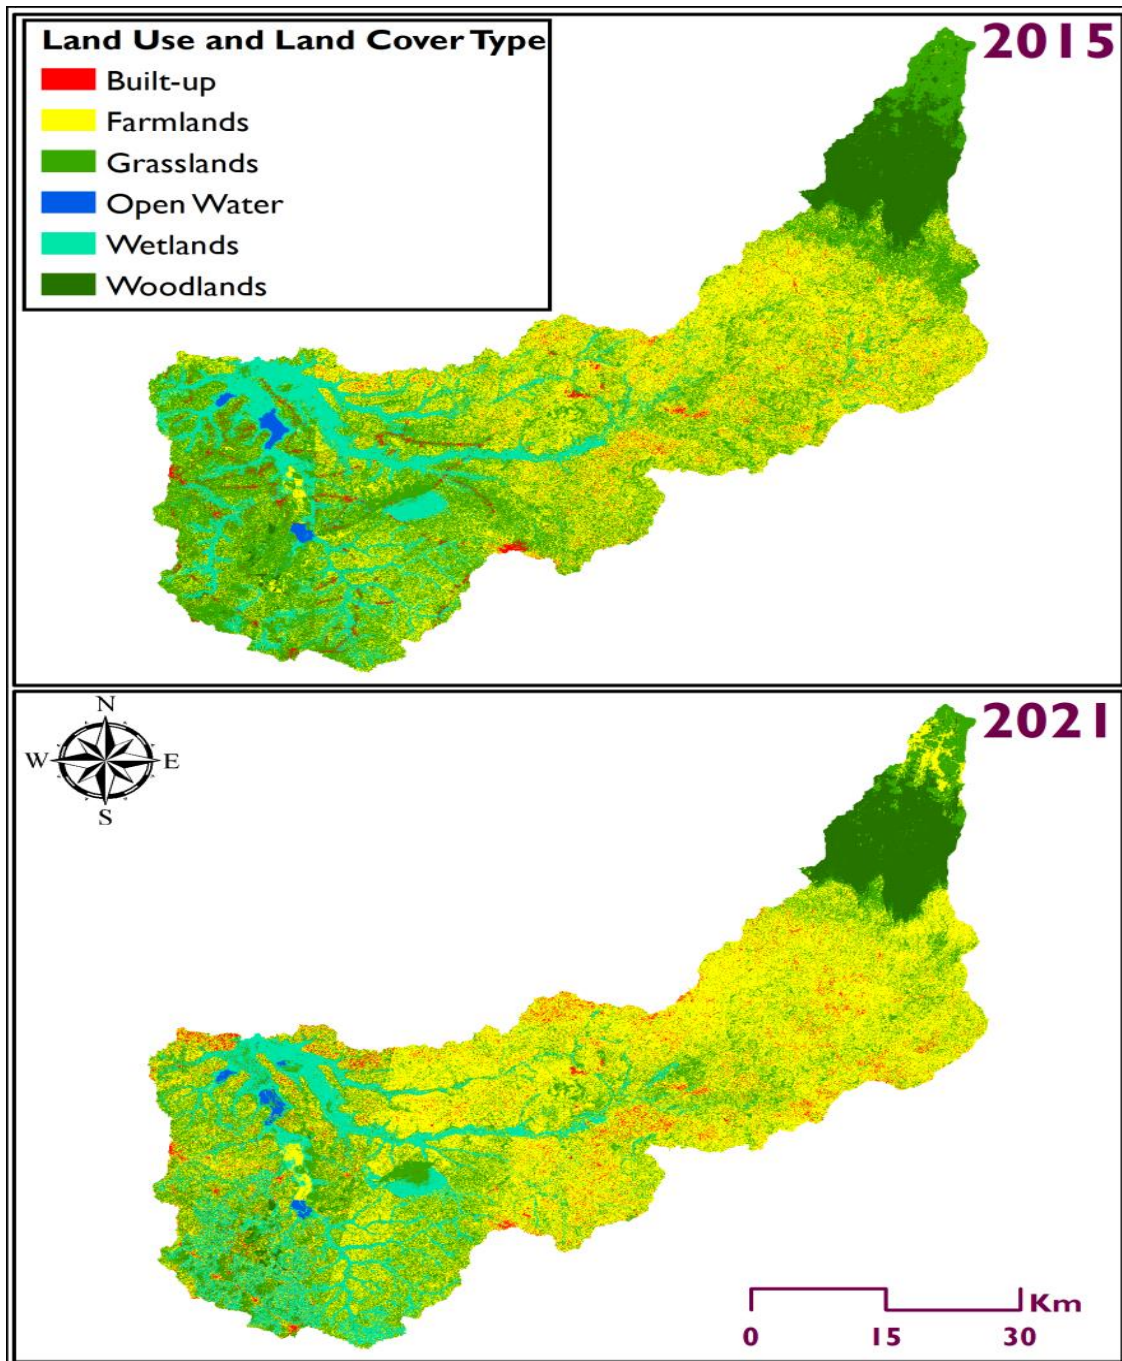 Land Use and Land Cover Type
Built-up
Farmlands
Grasslands
Open Water
Wetlands
Woodlands
2015
2021
N
W E
S
Km
0 15 30